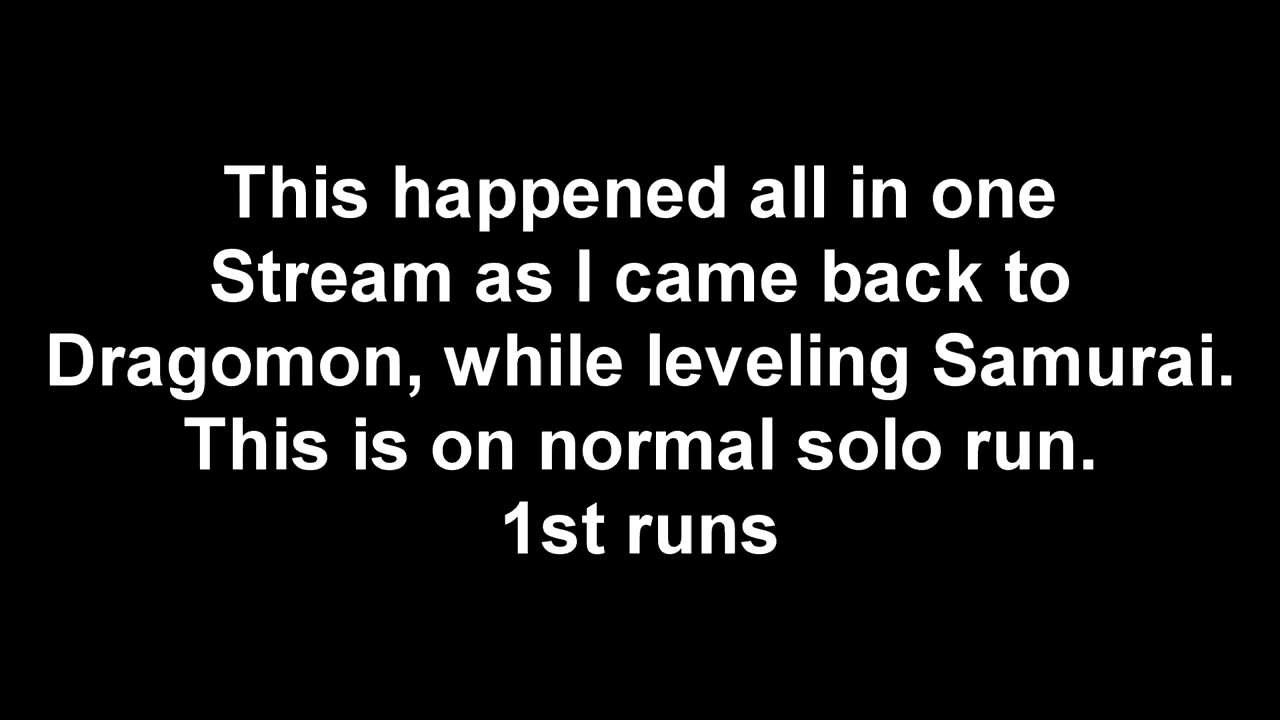 This happened all in one
Stream as I came back to
Dragomon, while leveling Samurai.
This is on normal solo run.
1st runs